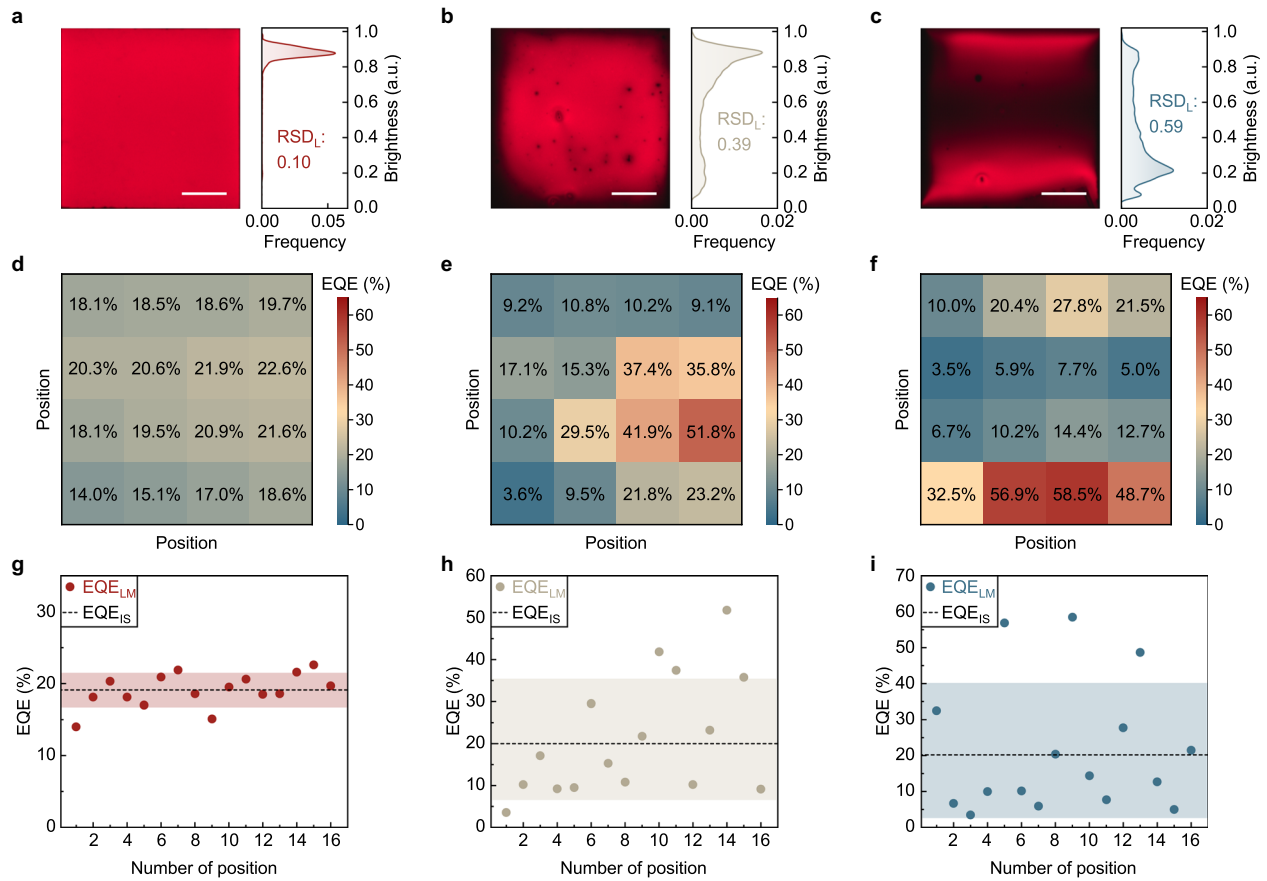 a
1.0
0.8
0.6
0.4
0.2
0.0
RSD_L:
0.10
Brightness (a.u.)
0.00 0.05
Frequency
b
1.0
0.8
0.6
0.4
0.2
0.0
RSD_L:
0.39
Brightness (a.u.)
0.00 0.02
Frequency
c
1.0
0.8
0.6
0.4
0.2
0.0
RSD_L:
0.59
Brightness (a.u.)
0.00 0.02
Frequency
d
EQE (%)
18.1% 18.5% 18.6% 19.7%
20.3% 20.6% 21.9% 22.6%
18.1% 19.5% 20.9% 21.6%
14.0% 15.1% 17.0% 18.6%
60
50
40
30
20
10
0
Position
Position
e
EQE (%)
9.2% 10.8% 10.2% 9.1%
17.1% 15.3% 37.4% 35.8%
10.2% 29.5% 41.9% 51.8%
3.6% 9.5% 21.8% 23.2%
60
50
40
30
20
10
0
Position
f
EQE (%)
10.0% 20.4% 27.8% 21.5%
3.5% 5.9% 7.7% 5.0%
6.7% 10.2% 14.4% 12.7%
32.5% 56.9% 58.5% 48.7%
60
50
40
30
20
10
0
Position
Position
g
EQE_LM
EQE_IS
30
20
10
0
EQE (%)
2 4 6 8 10 12 14 16
Number of position
h
EQE_LM
EQE_IS
60
50
40
30
20
10
0
EQE (%)
2 4 6 8 10 12 14 16
Number of position
i
EQE_LM
EQE_IS
70
60
50
40
30
20
10
0
EQE (%)
2 4 6 8 10 12 14 16
Number of position